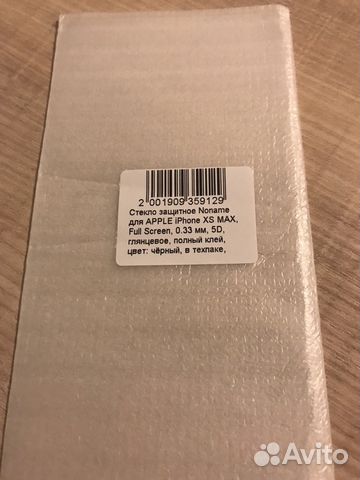 2 001909 359129
Стекло защитное Noname
для APPLE iPhone XS MAX,
Full Screen, 0.33 мм, 5D,
глянцевое, полный клей,
цвет: чёрный, в техпаке,
Avito